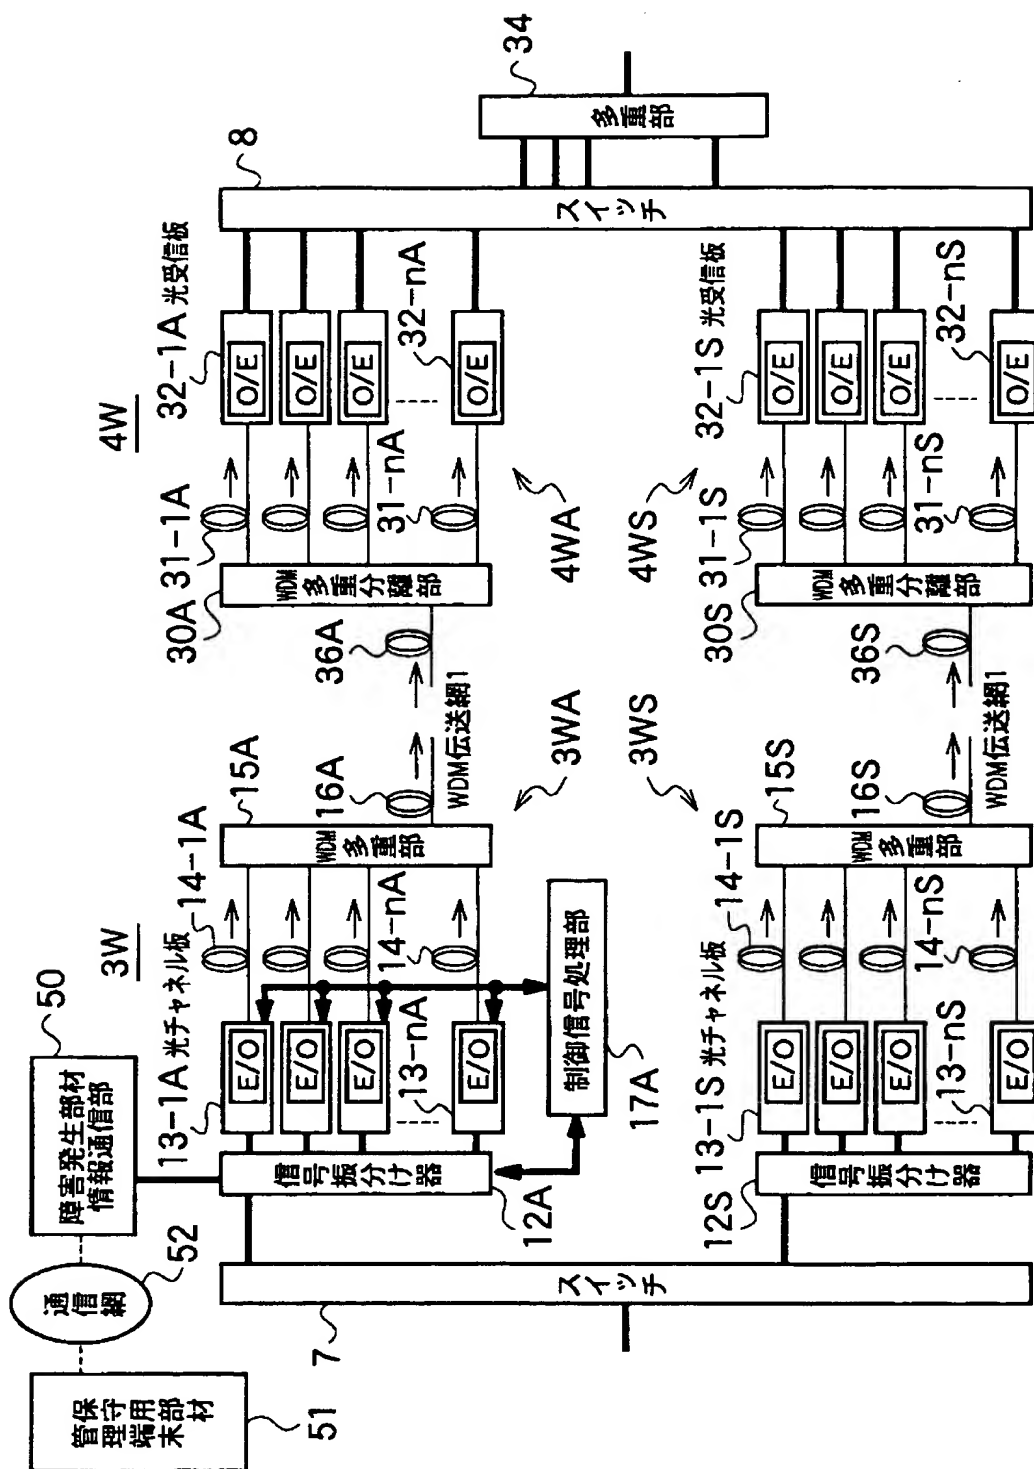 部材管理
保守用端末
51
通信網
52
障害発生部材
情報通信部
50
3W
4W
7
スイッチ
12A
信号振分け器
13-1A 光チャネル板
E/O
E/O
E/O
13-nA
E/O
14-1A
14-nA
制御信号処理部
17A
15A
WDM
多重部
16A
WDM伝送網1
3WA
36A
30A
WDM
多重分離部
31-1A
31-nA
4WA
32-1A 光受信板
O/E
O/E
O/E
32-nA
O/E
8
スイッチ
多重部
34
12S
信号振分け器
13-1S 光チャネル板
E/O
E/O
E/O
13-nS
E/O
14-1S
14-nS
15S
WDM
多重部
16S
WDM伝送網1
3WS
36S
30S
WDM
多重分離部
31-1S
31-nS
4WS
32-1S 光受信板
O/E
O/E
O/E
32-nS
O/E